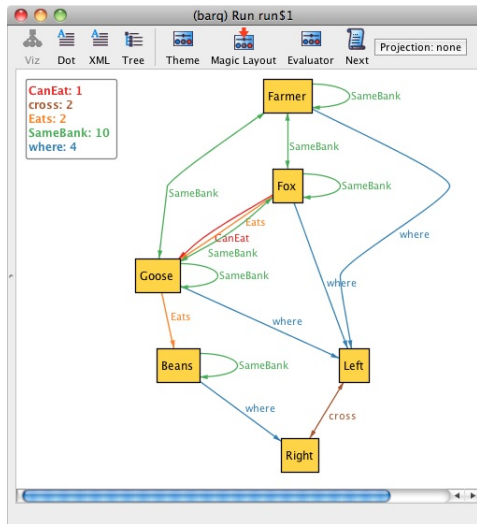 (barq) Run run$1
Viz Dot XML Tree Theme Magic Layout Evaluator Next Projection: none
CanEat: 1
cross: 2
Eats: 2
SameBank: 10
where: 4
Farmer
SameBank
SameBank
Fox
SameBank
SameBank
Eats
where
CanEat
SameBank
Goose
SameBank
where
Eats
where
Beans
SameBank
Left
where
cross
Right